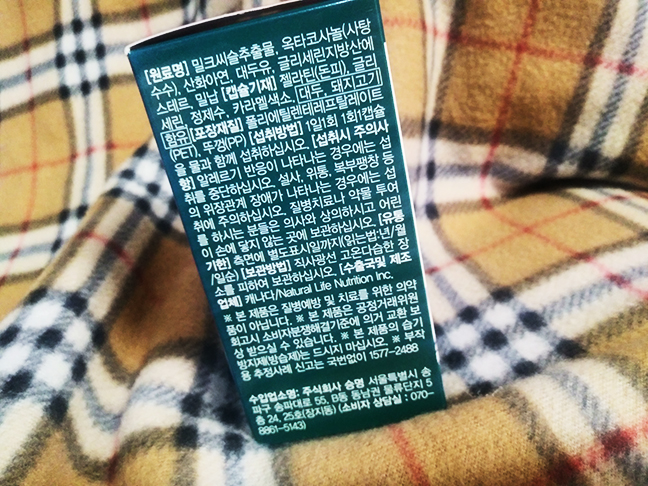 [원료명] 밀크씨슬추출물, 옥타코사놀(사탕
수수), 산화아연, 대두유, 글리세린지방산에
스테르, 밀납 [캡슐기재] 젤라틴(돈피), 글리
세린, 정제수, 카라멜색소, 대두, 돼지고기
함유 [포장재질] 폴리에틸렌테레프탈레이트
(PET), 뚜껑(PP) [섭취방법] 1일1회 1회1캡슐
을 물과 함께 섭취하십시오. [섭취시 주의사
항] 알레르기 반응이 나타나는 경우에는 섭
취를 중단하십시오. 설사, 위통, 복부팽창 등
의 위장관계 장애가 나타나는 경우에는 섭
취에 주의하십시오. 질병치료나 약물 투여
를 하시는 분들은 의사와 상의하시고 어린
이 손에 닿지 않는 곳에 보관하십시오. [유통
기한] 측면에 별도표시일까지(읽는법:년/월
/일순) [보관방법] 직사광선 고온다습한 장
소를 피하여 보관하십시오. [수출국및 제조
업체] 캐나다/Natural Life Nutrition Inc.
※ 본 제품은 질병예방 및 치료를 위한 의약
품이 아닙니다. ※ 본 제품은 공정거래위원
회고시 소비자분쟁해결기준에 의거 교환 보
상 받으실 수 있습니다. ※ 본 제품의 습기
방지제(방습제)는 드시지 마십시오. ※ 부작
용 추정사례 신고는 국번없이 1577-2488
수입업소명: 주식회사 승명 서울특별시 송
파구 송파대로 55, B동 동남권 물류단지 5
층 24, 25호(장지동) (소비자 상담실 : 070-
8861-5143)